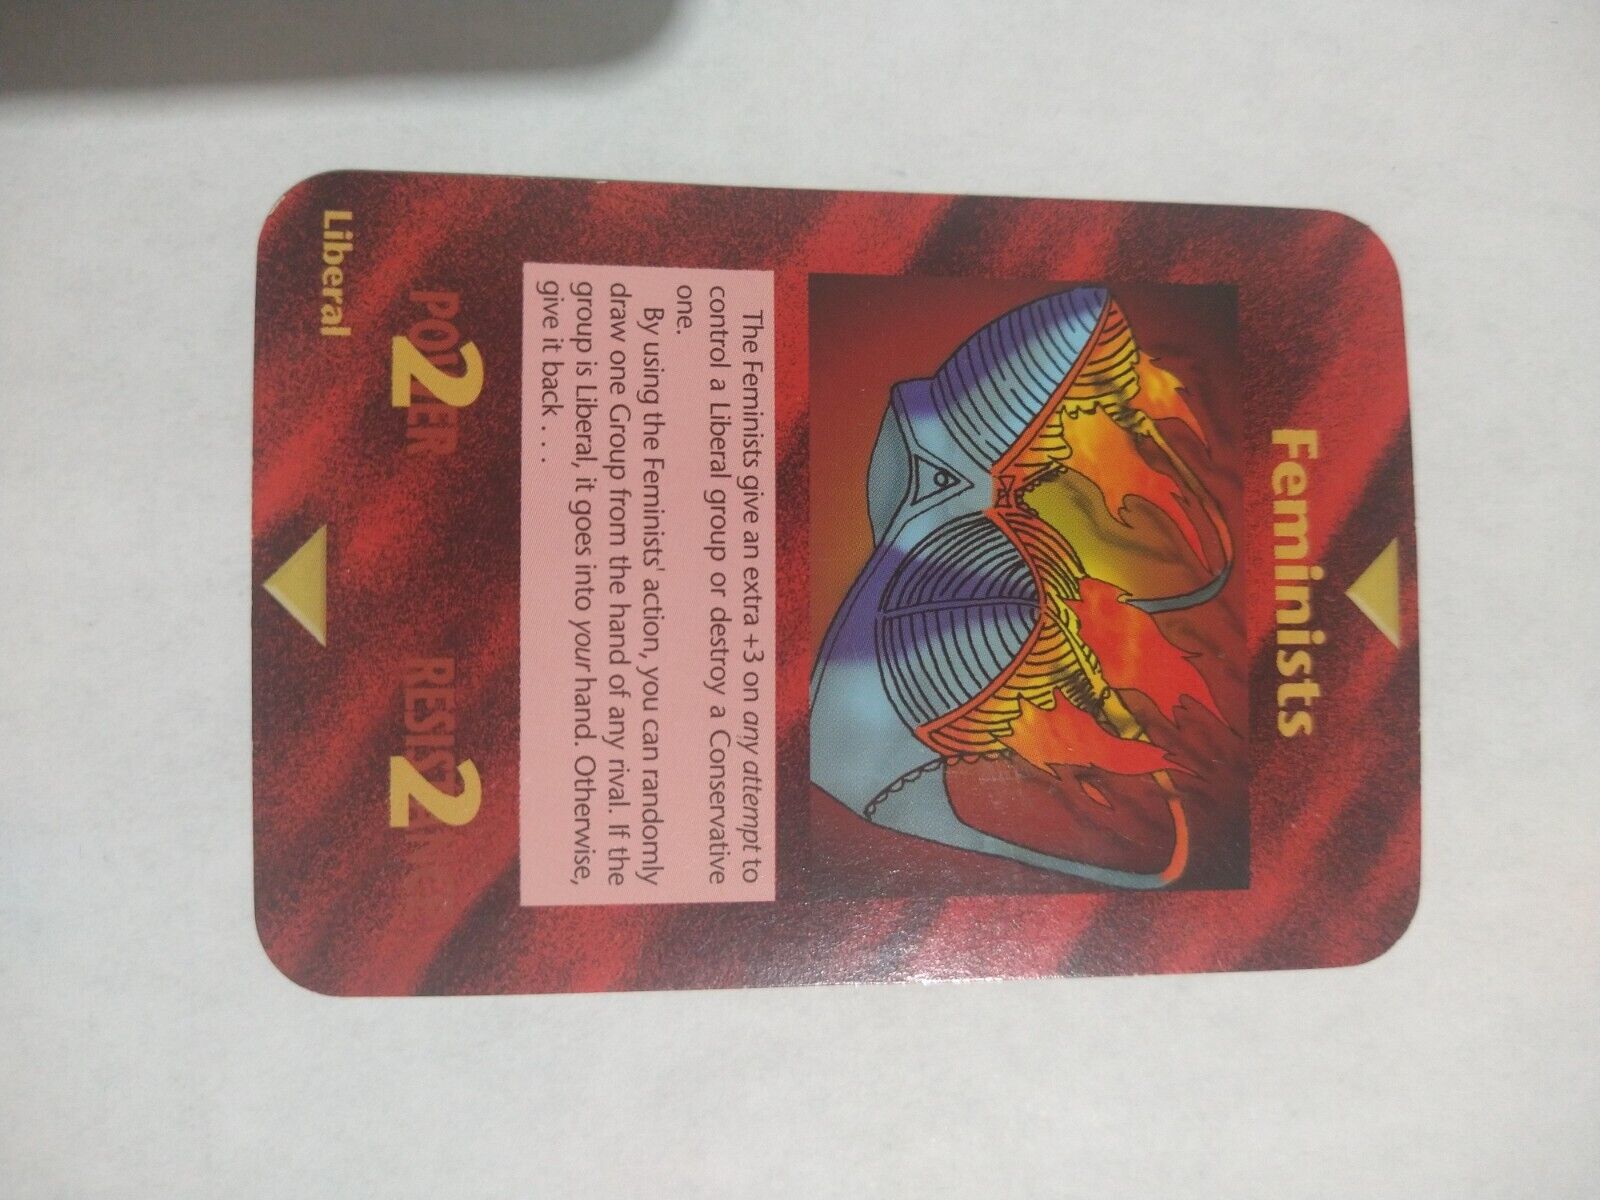 Feminists
The Feminists give an extra +3 on any attempt to
control a Liberal group or destroy a Conservative
one.
By using the Feminists' action, you can randomly
draw one Group from the hand of any rival. If the
group is Liberal, it goes into your hand. Otherwise,
give it back . . .
POWER
2
RESISTANCE
2
Liberal